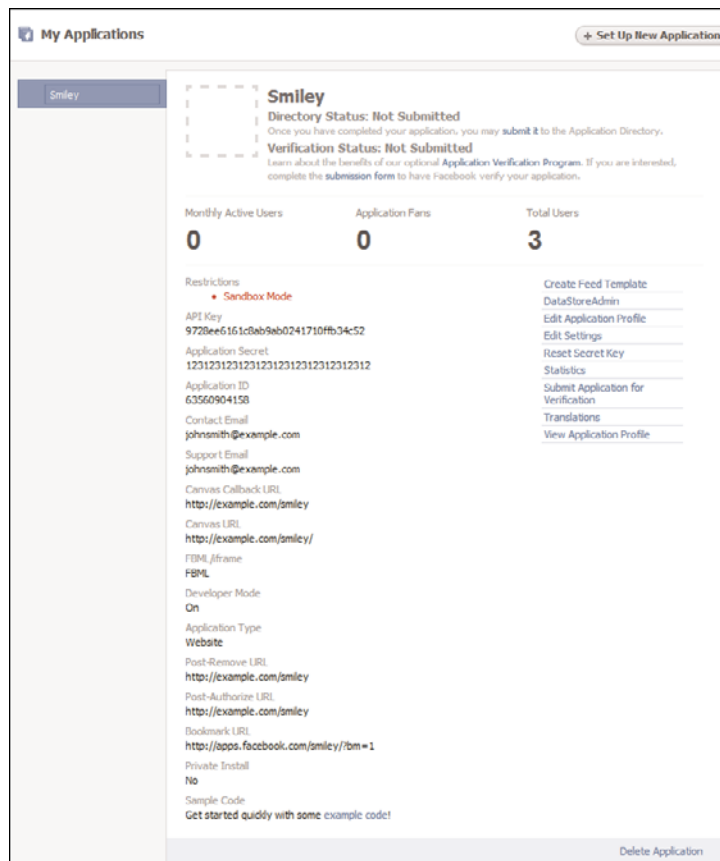 My Applications
+ Set Up New Application
Smiley
Smiley
Directory Status: Not Submitted
Once you have completed your application, you may submit it to the Application Directory.
Verification Status: Not Submitted
Learn about the benefits of our optional Application Verification Program. If you are interested,
complete the submission form to have Facebook verify your application.
Monthly Active Users
Application Fans
Total Users
0
0
3
Restrictions
Sandbox Mode
API Key
9728ee6161c8ab9ab0241710ffb34c52
Application Secret
12312312312312312312312312312312
Application ID
63560904158
Contact Email
johnsmith@example.com
Support Email
johnsmith@example.com
Canvas Callback URL
http://example.com/smiley
Canvas URL
http://example.com/smiley/
FBML/iframe
FBML
Developer Mode
On
Application Type
Website
Post-Remove URL
http://example.com/smiley
Post-Authorize URL
http://example.com/smiley
Bookmark URL
http://apps.facebook.com/smiley/?bm=1
Private Install
No
Sample Code
Get started quickly with some example code!
Create Feed Template
DataStoreAdmin
Edit Application Profile
Edit Settings
Reset Secret Key
Statistics
Submit Application for
Verification
Translations
View Application Profile
Delete Application